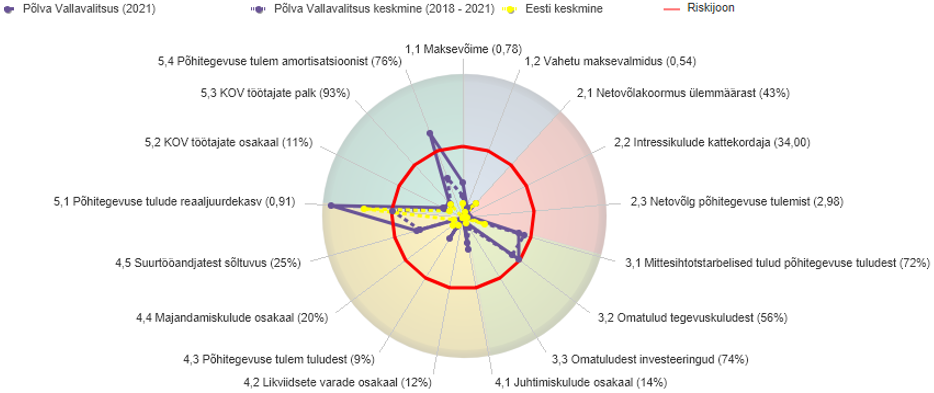 Põlva Vallavalitsus (2021)
Põlva Vallavalitsus keskmine (2018 - 2021)
Eesti keskmine
Riskijoon
1,1 Maksevõime (0,78)
5,4 Põhitegevuse tulem amortisatsioonist (76%)
1,2 Vahetu maksevalmidus (0,54)
5,3 KOV töötajate palk (93%)
2,1 Netovõlakoormus ülemmäärast (43%)
5,2 KOV töötajate osakaal (11%)
2,2 Intressikulude kattekordaja (34,00)
5,1 Põhitegevuse tulude reaaljuurdekasv (0,91)
2,3 Netovõlg põhitegevuse tulemist (2,98)
4,5 Suurtööandjatest sõltuvus (25%)
3,1 Mittesihtotstarbelised tulud põhitegevuse tuludest (72%)
4,4 Majandamiskulude osakaal (20%)
3,2 Omatulud tegevuskuludest (56%)
4,3 Põhitegevuse tulem tuludest (9%)
3,3 Omatuludest investeeringud (74%)
4,2 Likviidsete varade osakaal (12%)
4,1 Juhtimiskulude osakaal (14%)